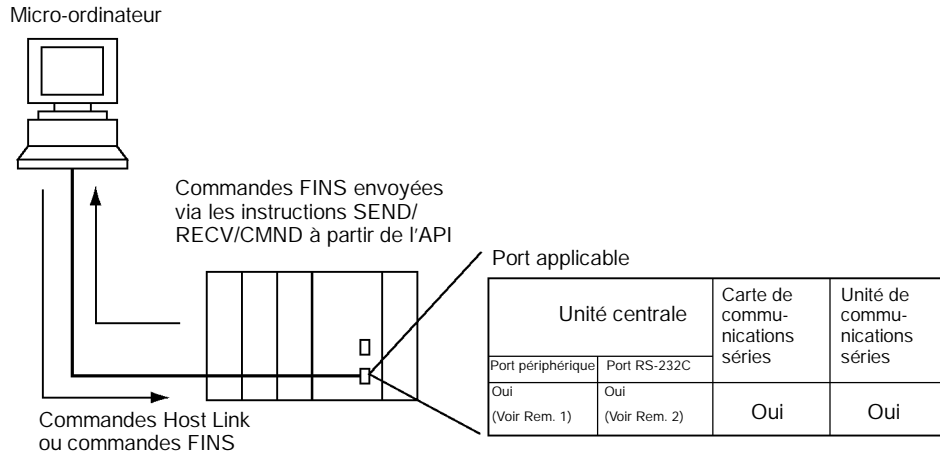 Micro-ordinateur
Commandes FINS envoyées
via les instructions SEND/
RECV/CMND à partir de l'API
Port applicable
Unité centrale
Carte de
commu-
nications
séries
Unité de
commu-
nications
séries
Port périphérique
Port RS-232C
Oui
(Voir Rem. 1)
Oui
(Voir Rem. 2)
Oui
Oui
Commandes Host Link
ou commandes FINS